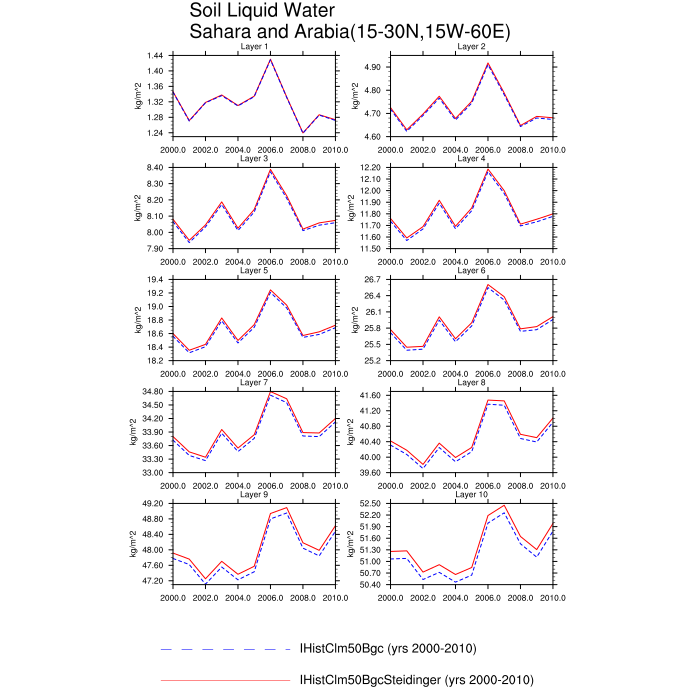 Soil Liquid Water
Sahara and Arabia(15-30N,15W-60E)
Layer 1
Layer 2
kg/m^2
1.44
1.40
1.36
1.32
1.28
1.24
2000.0 2002.0 2004.0 2006.0 2008.0 2010.0
kg/m^2
4.90
4.80
4.70
4.60
2000.0 2002.0 2004.0 2006.0 2008.0 2010.0
Layer 3
Layer 4
kg/m^2
8.40
8.30
8.20
8.10
8.00
7.90
2000.0 2002.0 2004.0 2006.0 2008.0 2010.0
kg/m^2
12.20
12.10
12.00
11.90
11.80
11.70
11.60
11.50
2000.0 2002.0 2004.0 2006.0 2008.0 2010.0
Layer 5
Layer 6
kg/m^2
19.4
19.2
19.0
18.8
18.6
18.4
18.2
2000.0 2002.0 2004.0 2006.0 2008.0 2010.0
kg/m^2
26.7
26.4
26.1
25.8
25.5
25.2
2000.0 2002.0 2004.0 2006.0 2008.0 2010.0
Layer 7
Layer 8
kg/m^2
34.80
34.50
34.20
33.90
33.60
33.30
33.00
2000.0 2002.0 2004.0 2006.0 2008.0 2010.0
kg/m^2
41.60
41.20
40.80
40.40
40.00
39.60
2000.0 2002.0 2004.0 2006.0 2008.0 2010.0
Layer 9
Layer 10
kg/m^2
49.20
48.80
48.40
48.00
47.60
47.20
2000.0 2002.0 2004.0 2006.0 2008.0 2010.0
kg/m^2
52.50
52.20
51.90
51.60
51.30
51.00
50.70
50.40
2000.0 2002.0 2004.0 2006.0 2008.0 2010.0
IHistClm50Bgc (yrs 2000-2010)
IHistClm50BgcSteidinger (yrs 2000-2010)